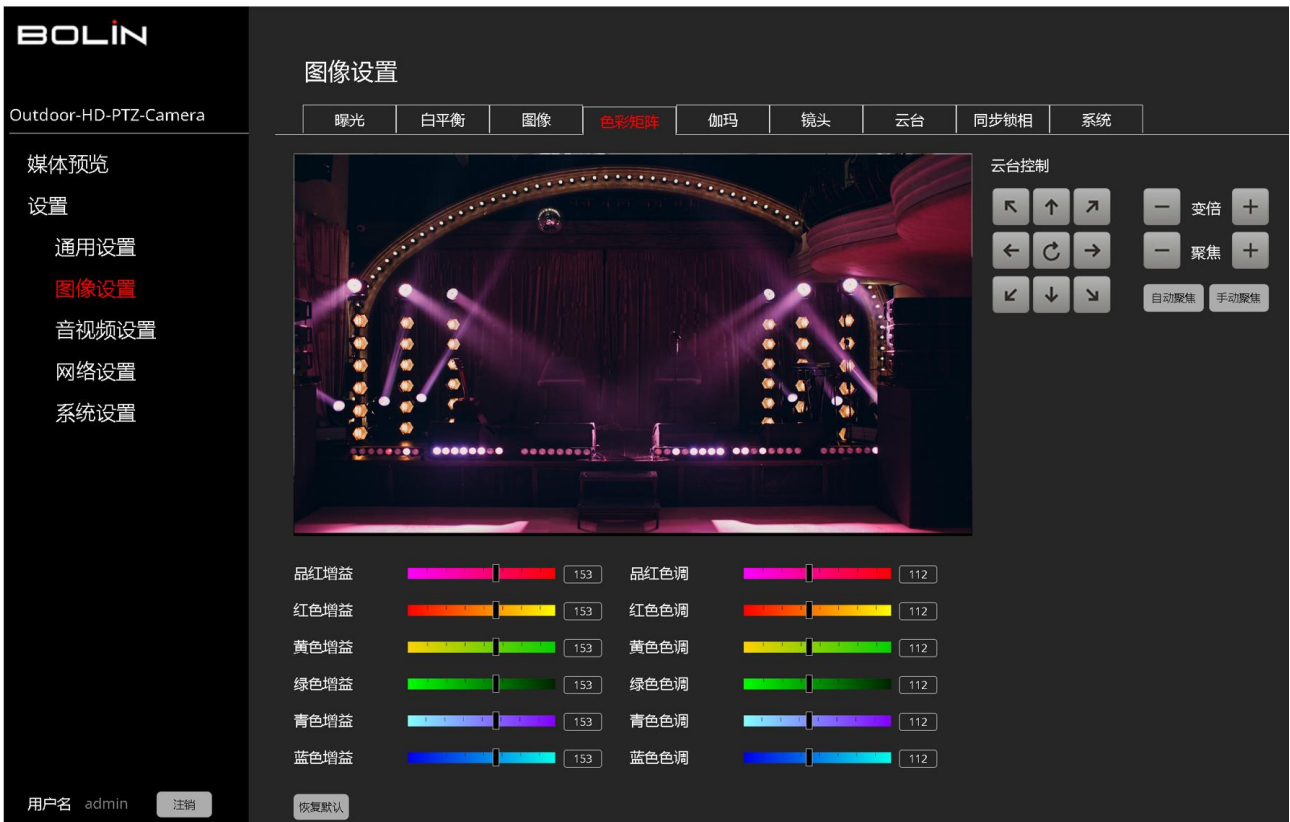 BOLIN
Outdoor-HD-PTZ-Camera
媒体预览
设置
通用设置
图像设置
音视频设置
网络设置
系统设置
用户名 admin 注销
图像设置
曝光 白平衡 图像 色彩矩阵 伽玛 镜头 云台 同步锁相 系统
云台控制
变倍
聚焦
自动聚焦 手动聚焦
品红增益 153 品红色调 112
红色增益 153 红色色调 112
黄色增益 153 黄色色调 112
绿色增益 153 绿色色调 112
青色增益 153 青色色调 112
蓝色增益 153 蓝色色调 112
恢复默认